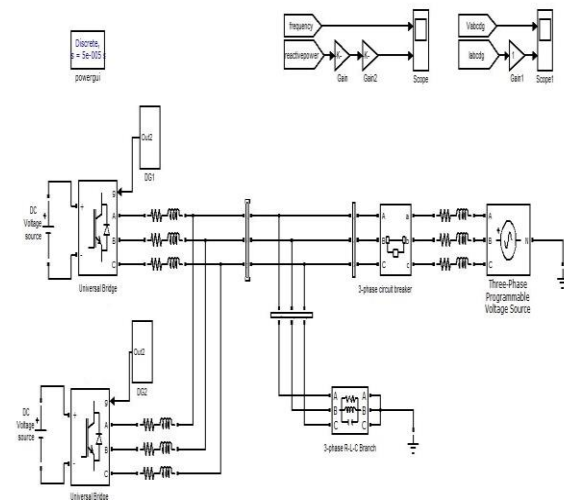 Discrete,
s = 5e-005 s
powergui
frequency
reactivepower
K-
K-
Gain
Gain2
Scope
Vabcdg
Iabcdg
1
Gain1
Scope1
Out2
DG1
DC
Voltage
source
+
-
g
A
B
C
Universal Bridge
A
B
C
a
b
c
3-phase circuit breaker
A
B
C
N
Three-Phase
Programmable
Voltage Source
Out2
DG2
DC
Voltage
source
+
-
g
A
B
C
Universal Bridge
A
B
C
A
B
C
3-phase R-L-C Branch